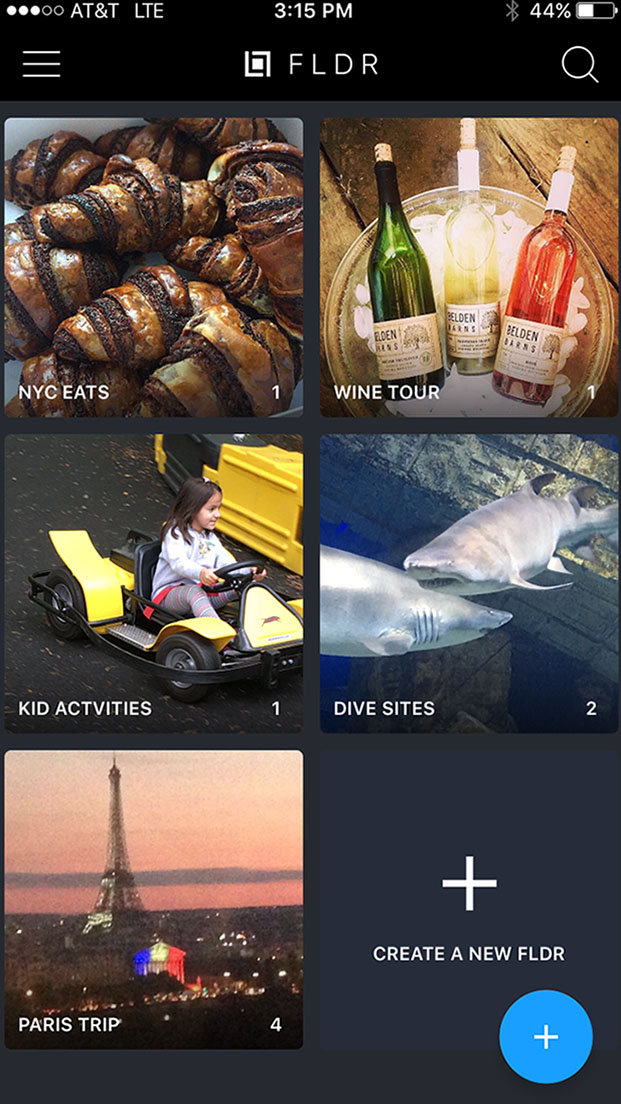 AT&T LTE 3:15 PM 44%
FLDR
NYC EATS 1
BELDEN
BARNS
BELDEN
BARNS
BELDEN
BARNS
WINE TOUR 1
KID ACTVITIES 1
DIVE SITES 2
PARIS TRIP 4
CREATE A NEW FLDR